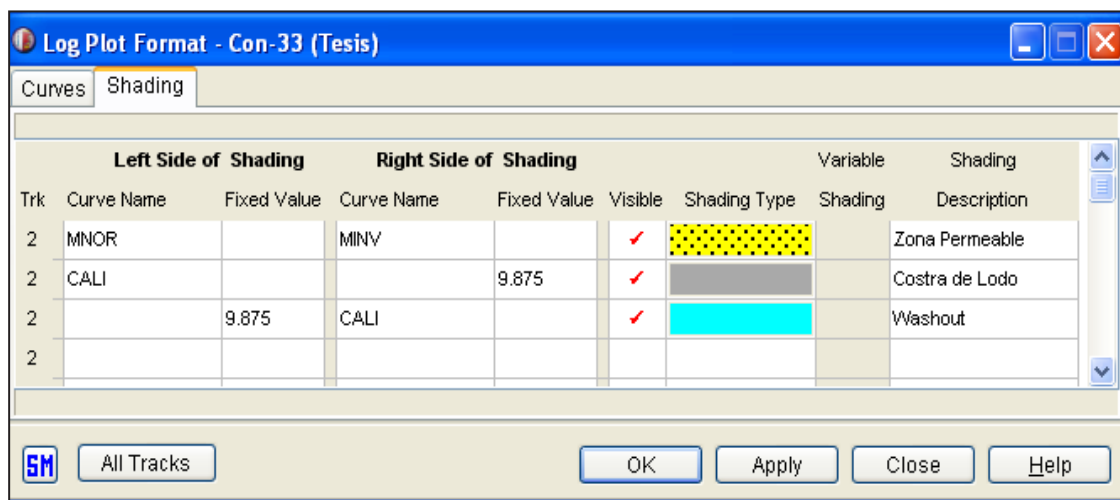 Log Plot Format - Con-33 (Tesis)
Curves Shading
Left Side of Shading Right Side of Shading Variable Shading
Trk Curve Name Fixed Value Curve Name Fixed Value Visible Shading Type Shading Description
2 MNOR MINV ✓ Zona Permeable
2 CALI 9.875 ✓ Costra de Lodo
2 9.875 CALI ✓ Washout
2
SM All Tracks OK Apply Close Help